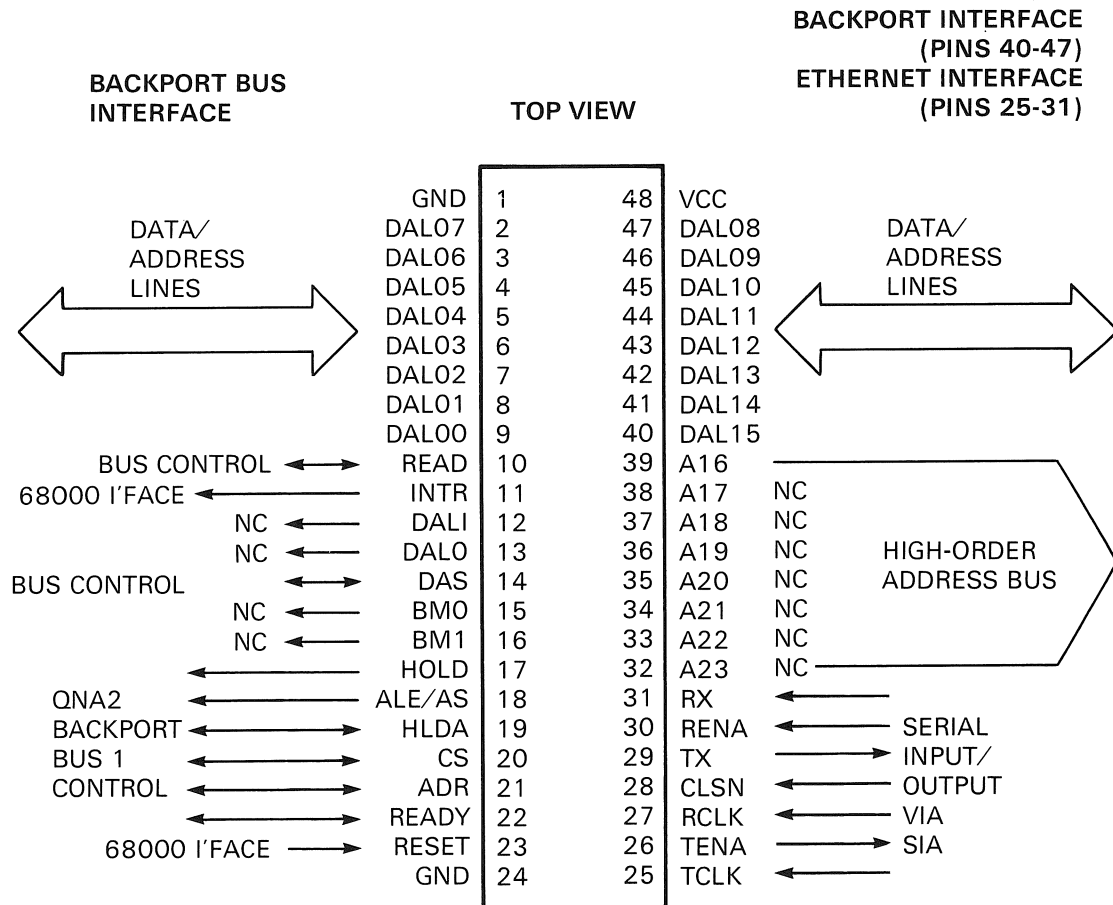 BACKPORT INTERFACE
(PINS 40-47)
ETHERNET INTERFACE
(PINS 25-31)
BACKPORT BUS
INTERFACE
TOP VIEW
GND 1 48 VCC
DATA/ DAL07 2 47 DAL08 DATA/
ADDRESS DAL06 3 46 DAL09 ADDRESS
LINES DAL05 4 45 DAL10 LINES
DAL04 5 44 DAL11
DAL03 6 43 DAL12
DAL02 7 42 DAL13
DAL01 8 41 DAL14
DAL00 9 40 DAL15
BUS CONTROL READ 10 39 A16
68000 I'FACE INTR 11 38 A17 NC
NC DALI 12 37 A18 NC
NC DALO 13 36 A19 NC HIGH-ORDER
BUS CONTROL DAS 14 35 A20 NC ADDRESS BUS
NC BM0 15 34 A21 NC
NC BM1 16 33 A22 NC
HOLD 17 32 A23 NC
QNA2 ALE/AS 18 31 RX
BACKPORT HLDA 19 30 RENA SERIAL
BUS 1 CS 20 29 TX INPUT/
CONTROL ADR 21 28 CLSN OUTPUT
READY 22 27 RCLK VIA
68000 I'FACE RESET 23 26 TENA SIA
GND 24 25 TCLK